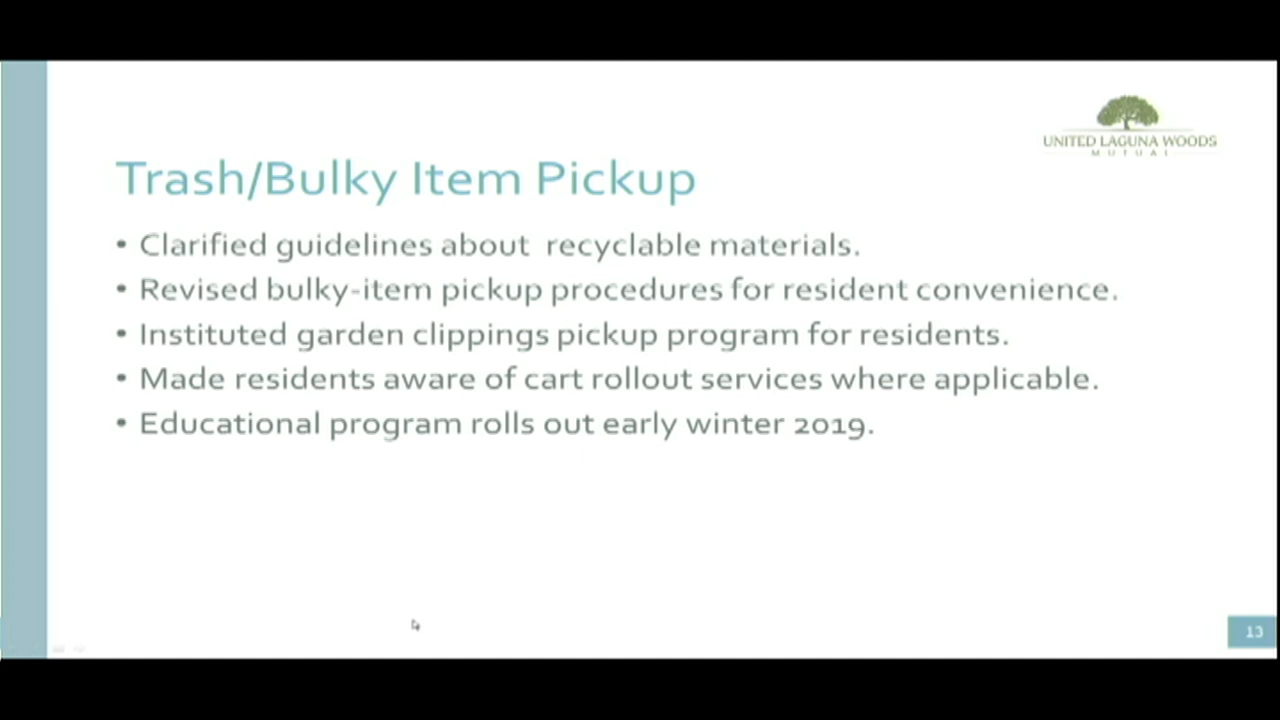 UNITED LAGUNA WOODS
MUTUAL
Trash/Bulky Item Pickup
• Clarified guidelines about  recyclable materials.
• Revised bulky-item pickup procedures for resident convenience.
• Instituted garden clippings pickup program for residents.
• Made residents aware of cart rollout services where applicable.
• Educational program rolls out early winter 2019.
13